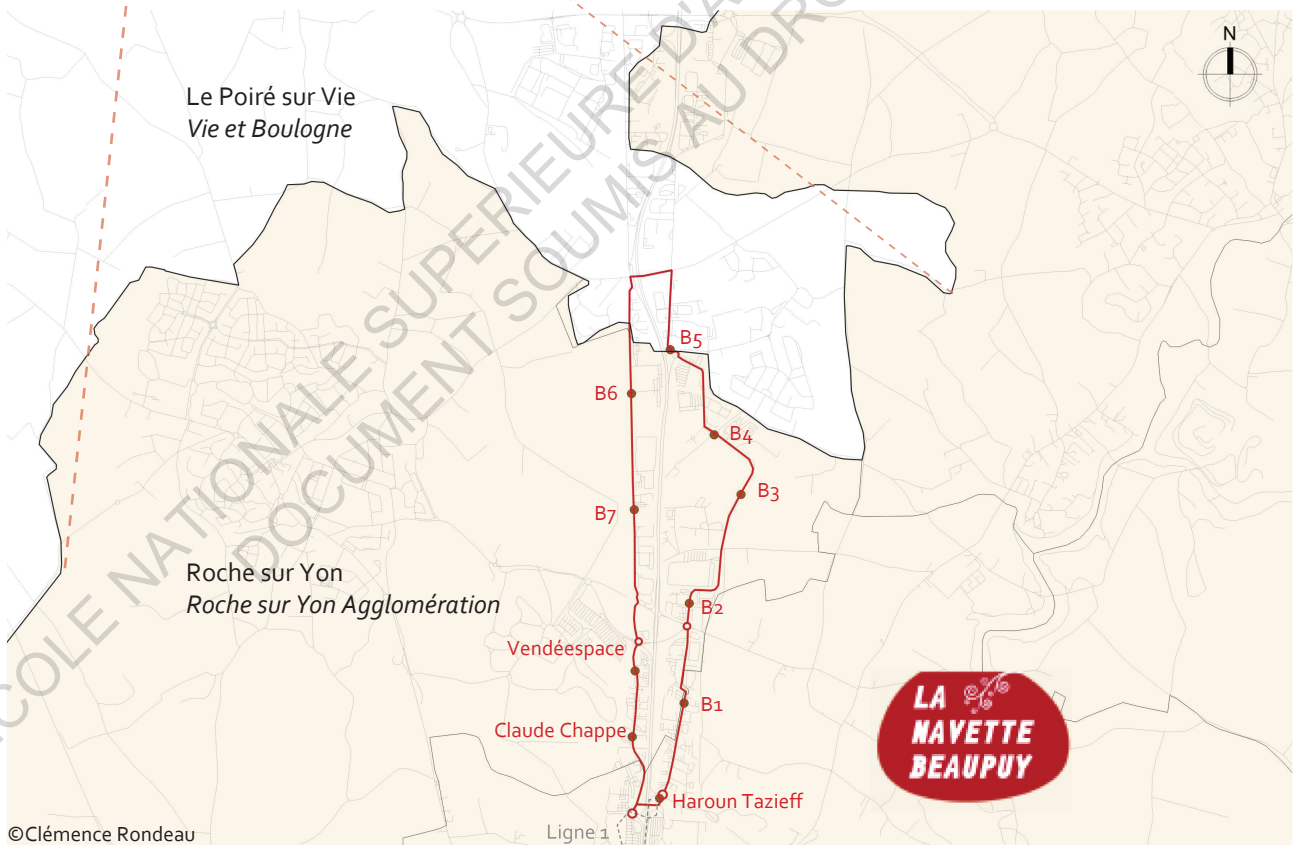 N
Le Poiré sur Vie
Vie et Boulogne
B5
B6
B4
B3
B7
Roche sur Yon
Roche sur Yon Agglomération
B2
Vendéespace
B1
Claude Chappe
LA
NAVETTE
BEAUPUY
Haroun Tazieff
Ligne 1
©Clémence Rondeau
COLE NATIONALE SUPERIEURE D'A
DOCUMENT SOUMIS AU DRO